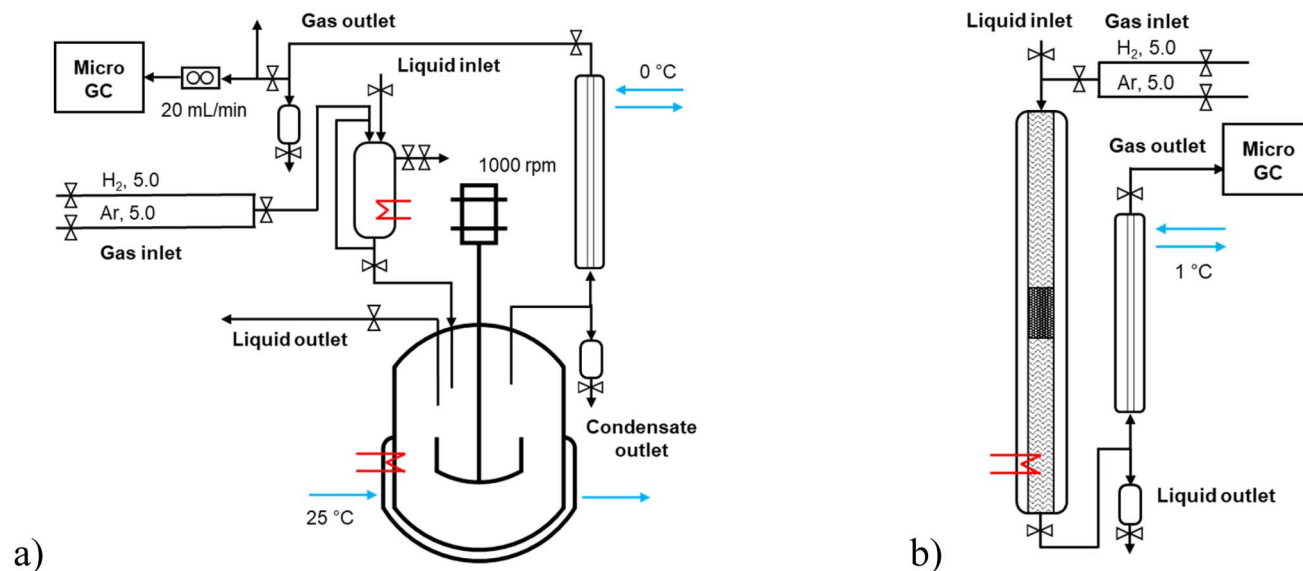 Gas outlet
Micro
GC
20 mL/min
Liquid inlet
0 °C
1000 rpm
H₂, 5.0
Ar, 5.0
Gas inlet
Liquid outlet
Condensate
outlet
25 °C
a)
Liquid inlet
Gas inlet
H₂, 5.0
Ar, 5.0
Gas outlet
Micro
GC
1 °C
Liquid outlet
b)